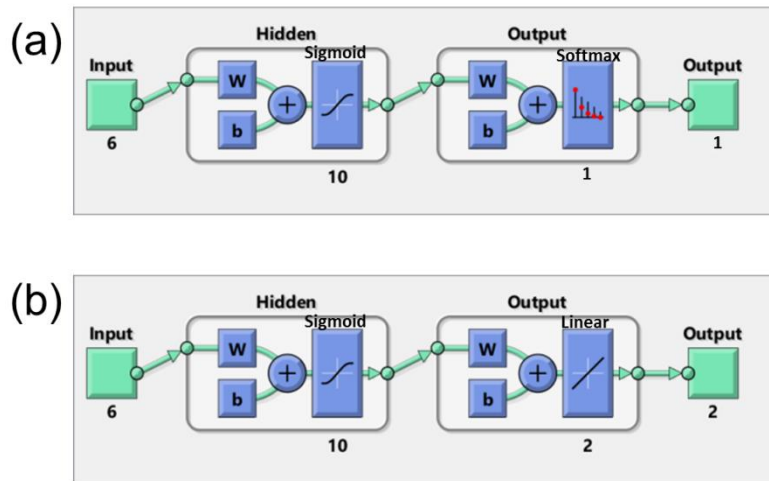 (a)
Hidden
Output
Input
Sigmoid
Softmax
Output
W
W
b
b
6
10
1
1
(b)
Hidden
Output
Input
Sigmoid
Linear
Output
W
W
b
b
6
10
2
2